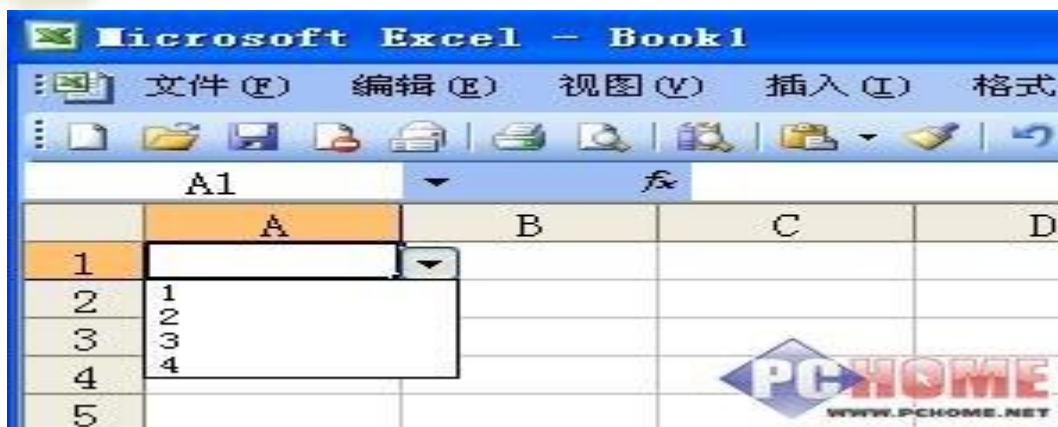 Microsoft Excel - Book1
文件(F) 编辑(E) 视图(V) 插入(I) 格式
A1 fx
A B C D
1
2
3
4
5
1
2
3
4
PCHOME
WWW.PCHOME.NET